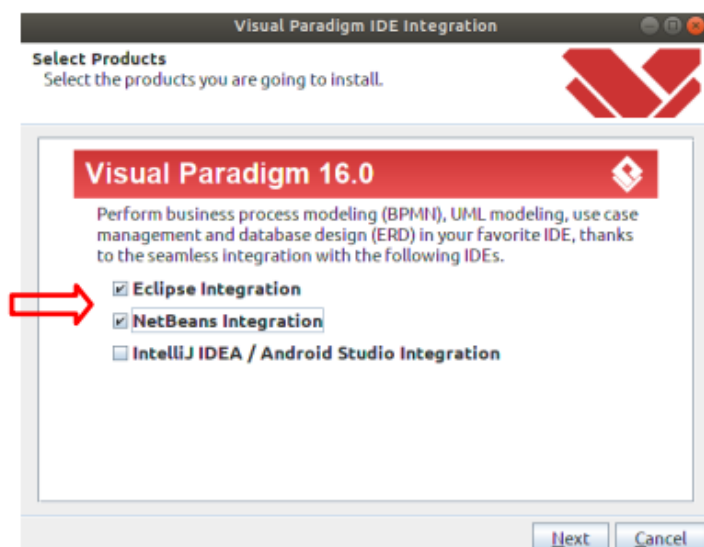 Visual Paradigm IDE Integration
Select Products
Select the products you are going to install.
Visual Paradigm 16.0
Perform business process modeling (BPMN), UML modeling, use case
management and database design (ERD) in your favorite IDE, thanks
to the seamless integration with the following IDEs.
Eclipse Integration
NetBeans Integration
IntelliJ IDEA / Android Studio Integration
Next Cancel